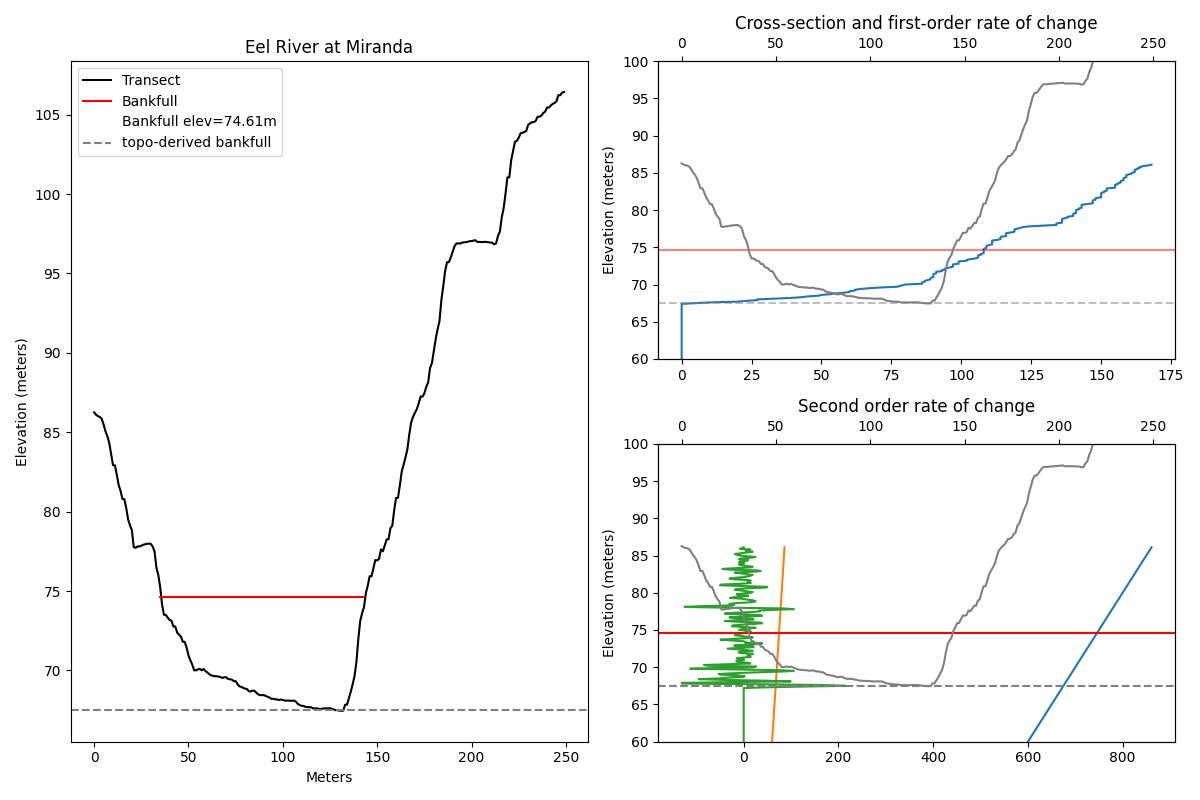 Eel River at Miranda
Transect
Bankfull
Bankfull elev=74.61m
topo-derived bankfull
Elevation (meters)
105
100
95
90
85
80
75
70
0 50 100 150 200 250
Meters
Cross-section and first-order rate of change
0 50 100 150 200 250
Elevation (meters)
100
95
90
85
80
75
70
65
60
0 25 50 75 100 125 150 175
Second order rate of change
0 50 100 150 200 250
Elevation (meters)
100
95
90
85
80
75
70
65
60
0 200 400 600 800